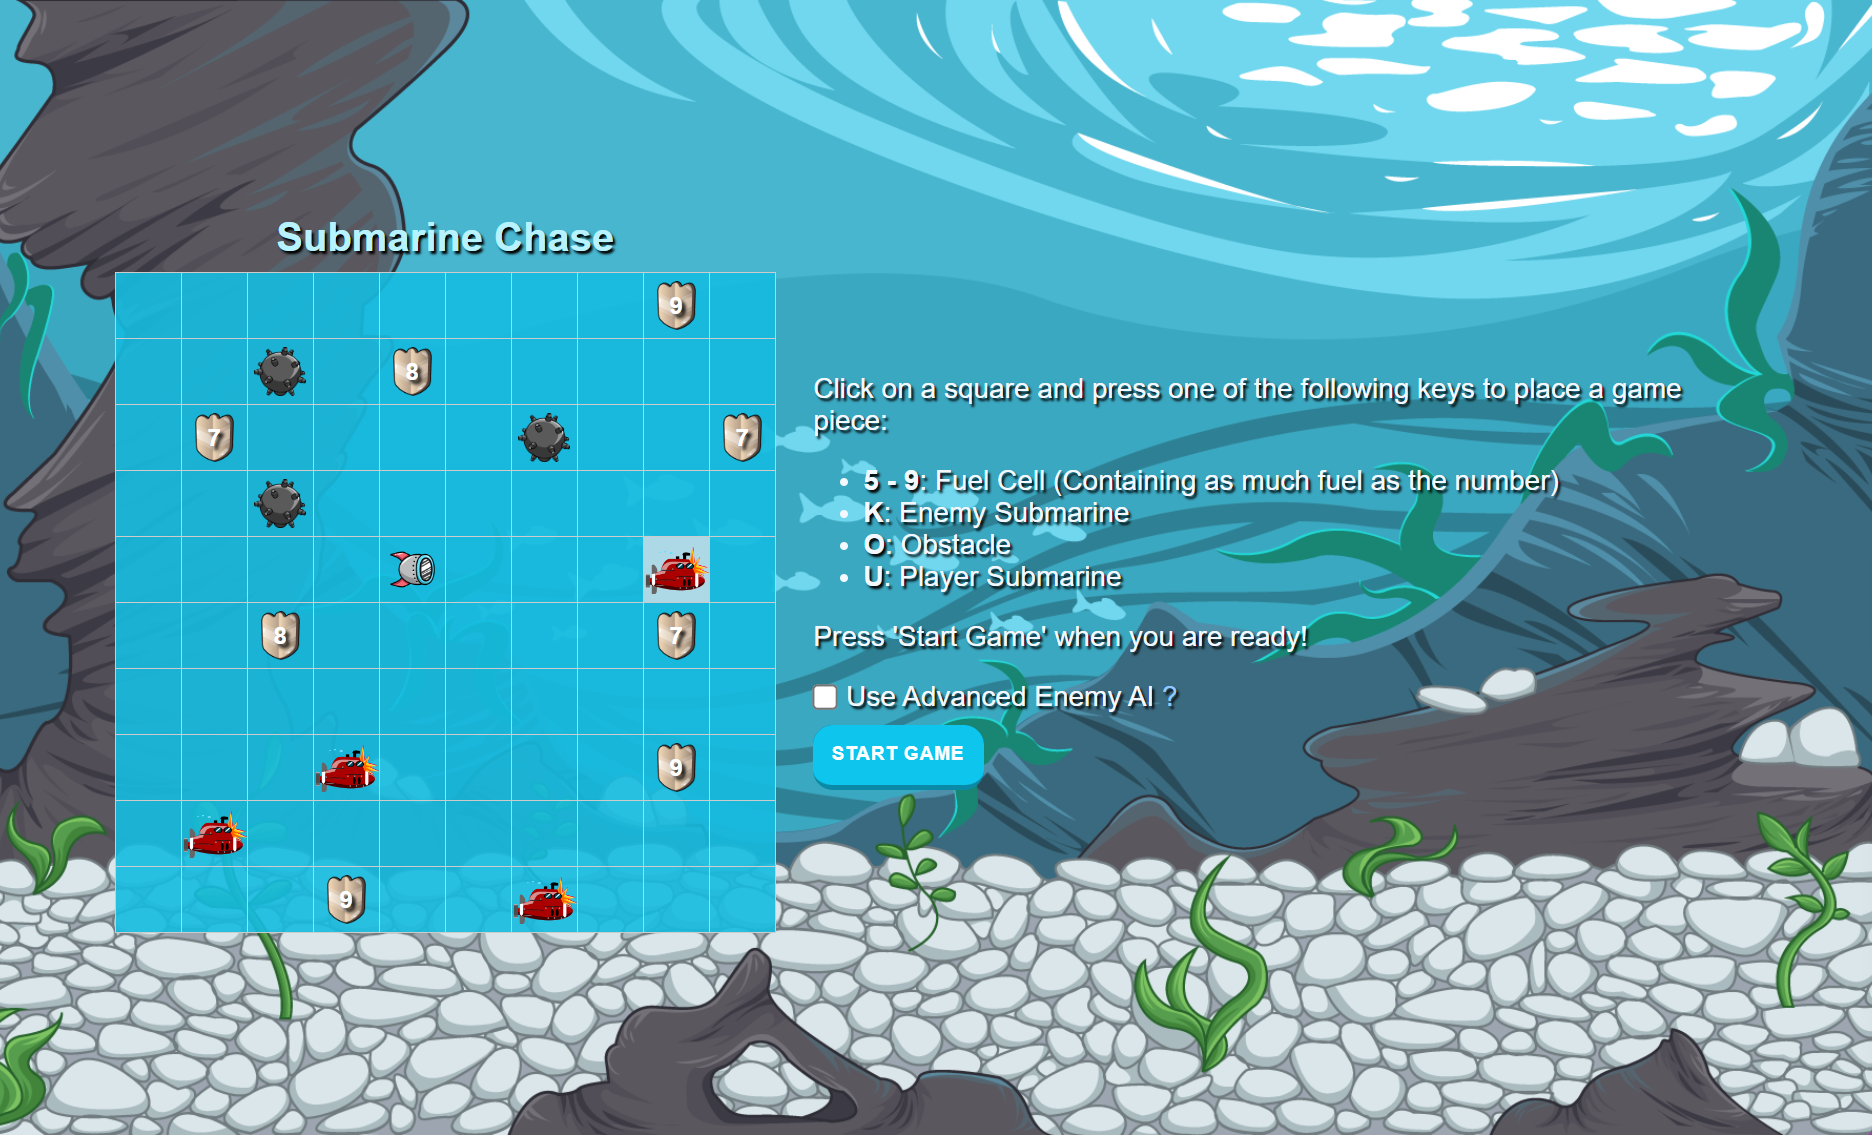 Submarine Chase
9
8
7
7
8
7
9
9
Click on a square and press one of the following keys to place a game
piece:
5 - 9: Fuel Cell (Containing as much fuel as the number)
K: Enemy Submarine
O: Obstacle
U: Player Submarine
Press 'Start Game' when you are ready!
Use Advanced Enemy AI ?
START GAME